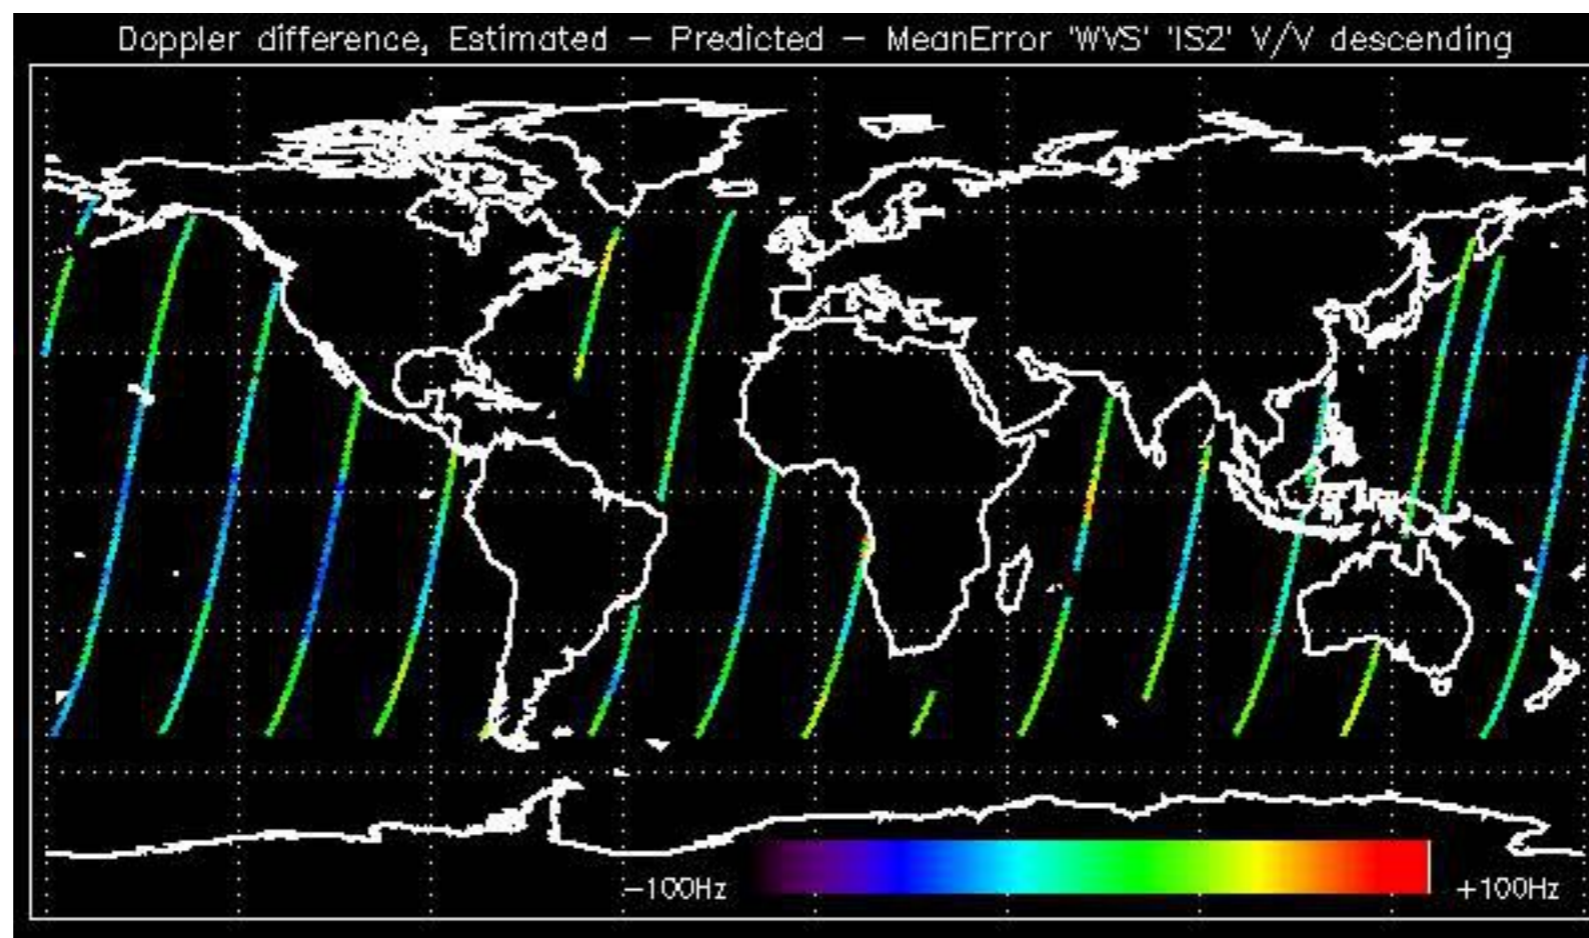 Doppler difference, Estimated – Predicted – MeanError 'WVS' 'IS2' V/V descending
−100Hz
+100Hz